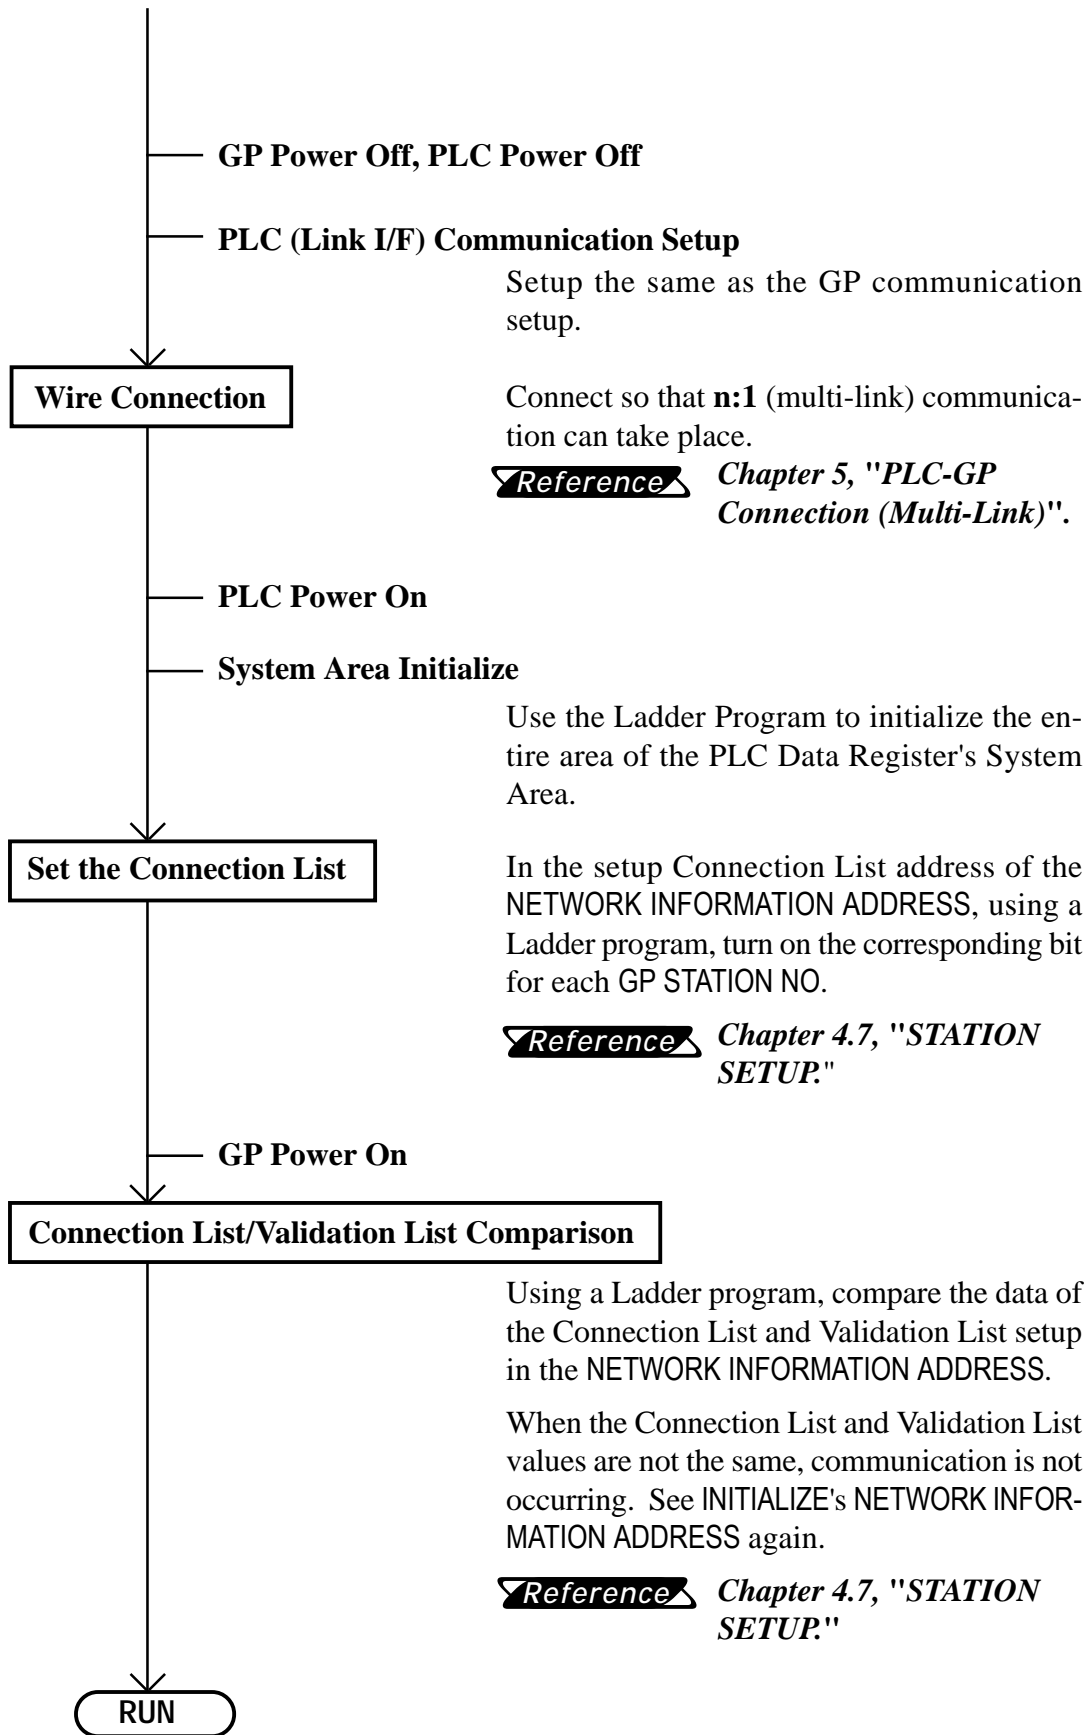 GP Power Off, PLC Power Off
PLC (Link I/F) Communication Setup
Setup the same as the GP communication
setup.
Wire Connection
Connect so that n:1 (multi-link) communica-
tion can take place.
Reference Chapter 5, "PLC-GP
Connection (Multi-Link)".
PLC Power On
System Area Initialize
Use the Ladder Program to initialize the en-
tire area of the PLC Data Register's System
Area.
Set the Connection List
In the setup Connection List address of the
NETWORK INFORMATION ADDRESS, using a
Ladder program, turn on the corresponding bit
for each GP STATION NO.
Reference Chapter 4.7, "STATION
SETUP."
GP Power On
Connection List/Validation List Comparison
Using a Ladder program, compare the data of
the Connection List and Validation List setup
in the NETWORK INFORMATION ADDRESS.
When the Connection List and Validation List
values are not the same, communication is not
occurring.  See INITIALIZE's NETWORK INFOR-
MATION ADDRESS again.
Reference Chapter 4.7, "STATION
SETUP."
RUN